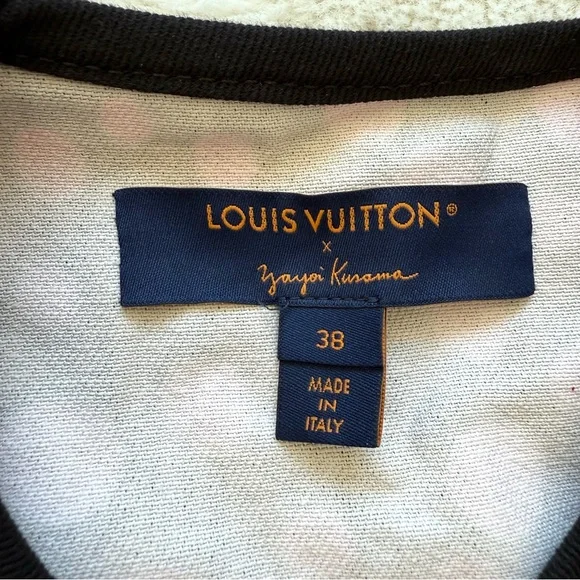 LOUIS VUITTON®
x
Yayoi Kusama
38
MADE
IN
ITALY